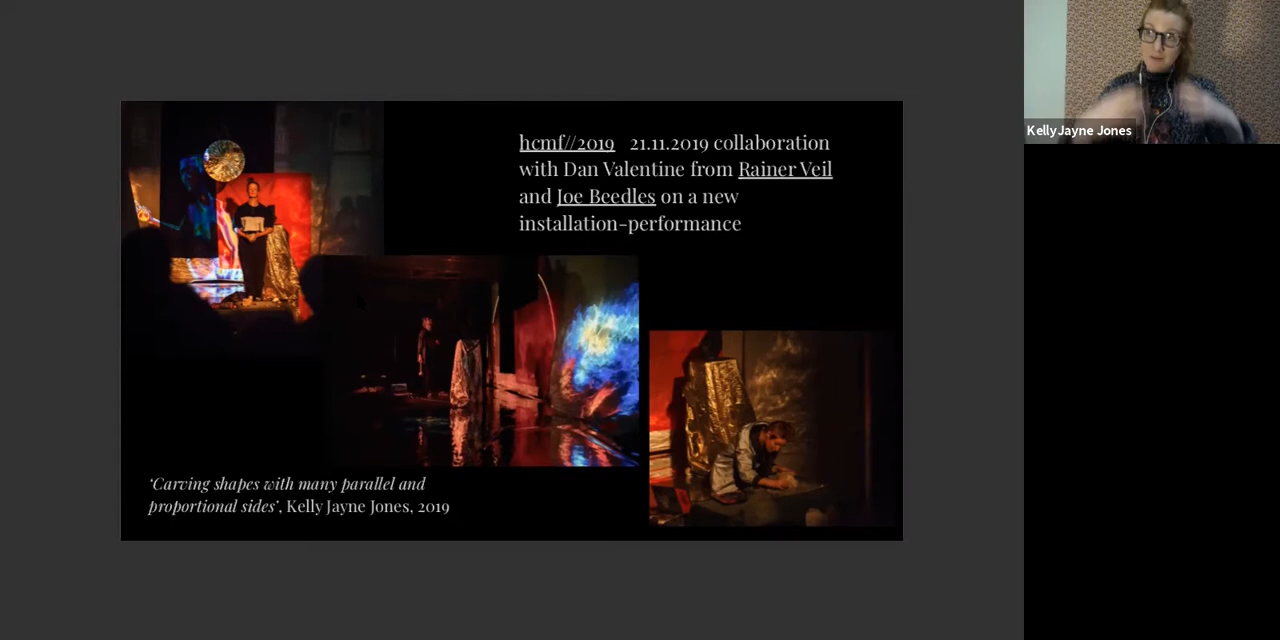 KellyJayne Jones
hcmf//2019 21.11.2019 collaboration
with Dan Valentine from Rainer Veil
and Joe Beedles on a new
installation-performance
‘Carving shapes with many parallel and
proportional sides’, Kelly Jayne Jones, 2019